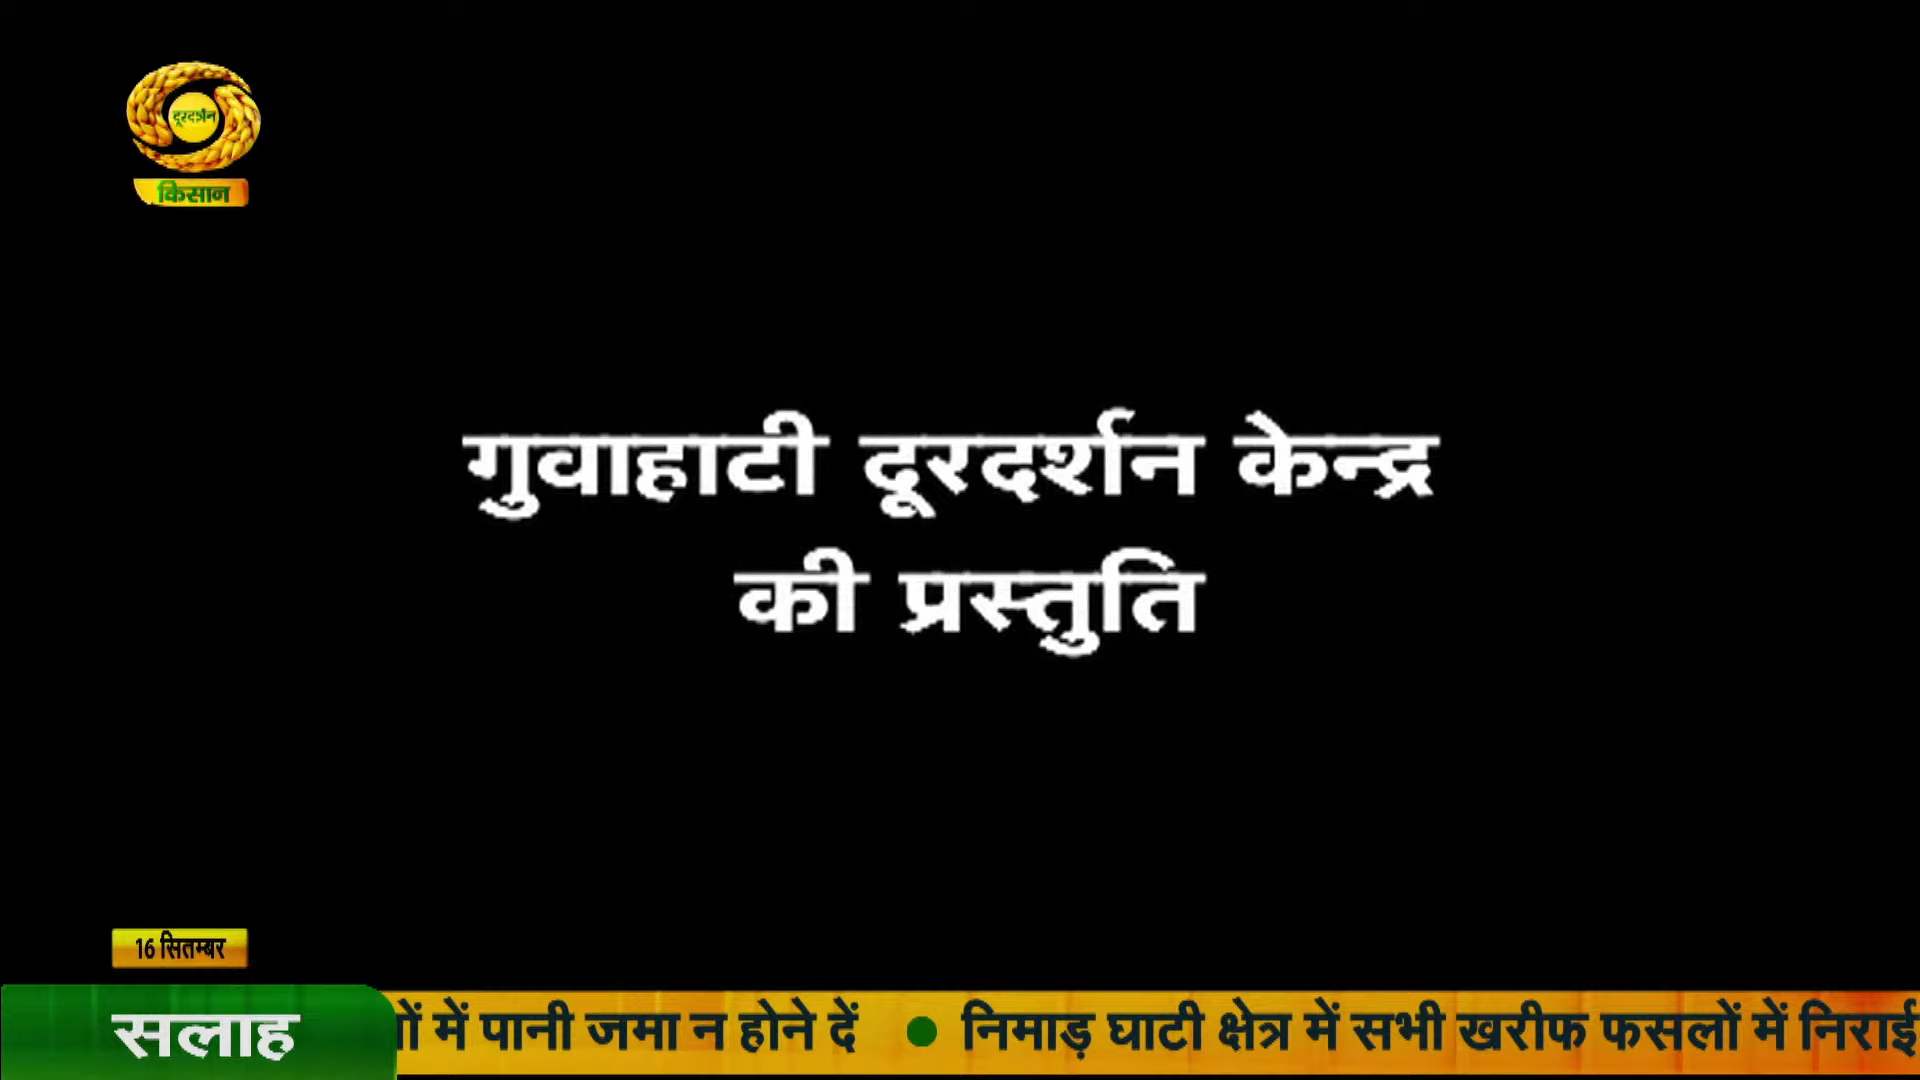 दूरदर्शन
किसान
गुवाहाटी दूरदर्शन केन्द्र
की प्रस्तुति
16 सितम्बर
सलाह
में पानी जमा न होने दें ● निमाड़ घाटी क्षेत्र में सभी खरीफ फसलों में निराई